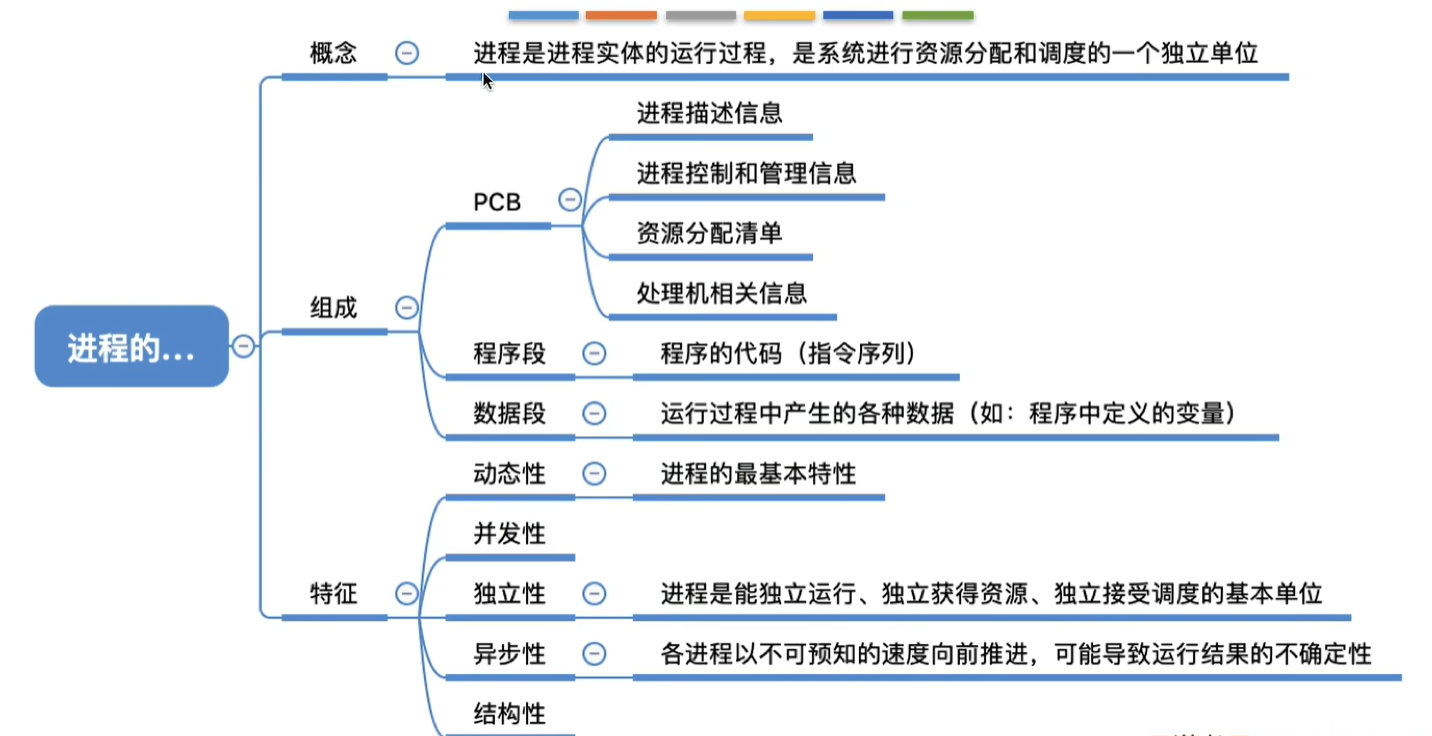 概念
进程是进程实体的运行过程，是系统进行资源分配和调度的一个独立单位
进程描述信息
进程控制和管理信息
PCB
资源分配清单
处理机相关信息
组成
进程的...
程序段
程序的代码（指令序列）
数据段
运行过程中产生的各种数据（如：程序中定义的变量）
动态性
进程的最基本特性
并发性
特征
独立性
进程是能独立运行、独立获得资源、独立接受调度的基本单位
异步性
各进程以不可预知的速度向前推进，可能导致运行结果的不确定性
结构性